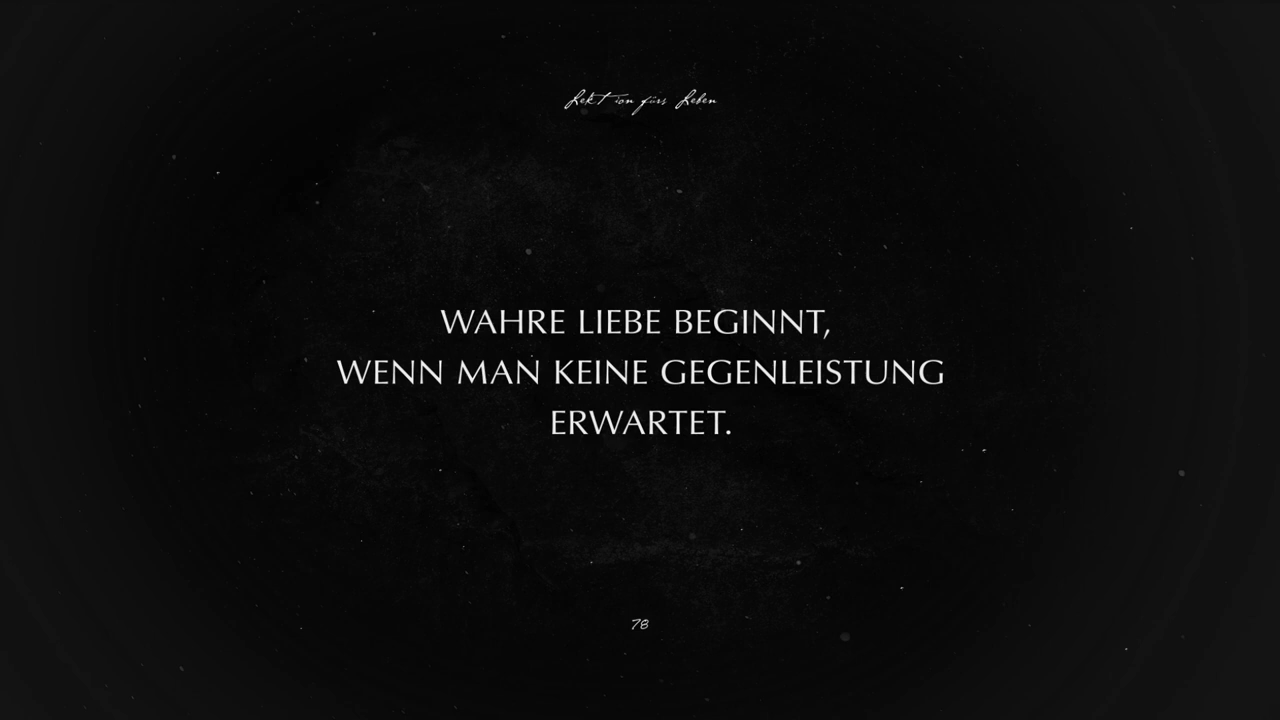 Lektion fürs Leben
WAHRE LIEBE BEGINNT,
WENN MAN KEINE GEGENLEISTUNG
ERWARTET.
78